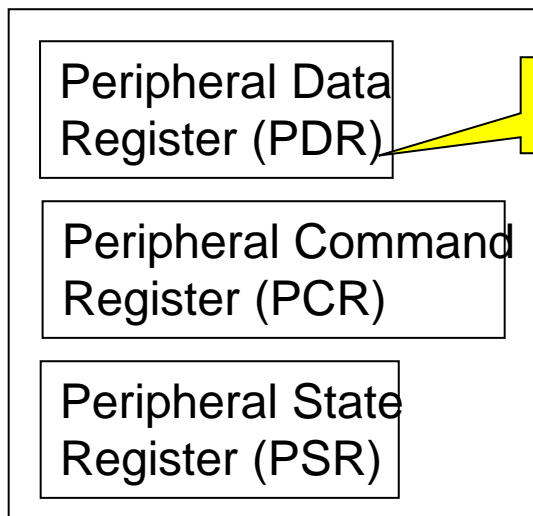 Peripheral Data
Register (PDR)
Peripheral Command
Register (PCR)
Peripheral State
Register (PSR)